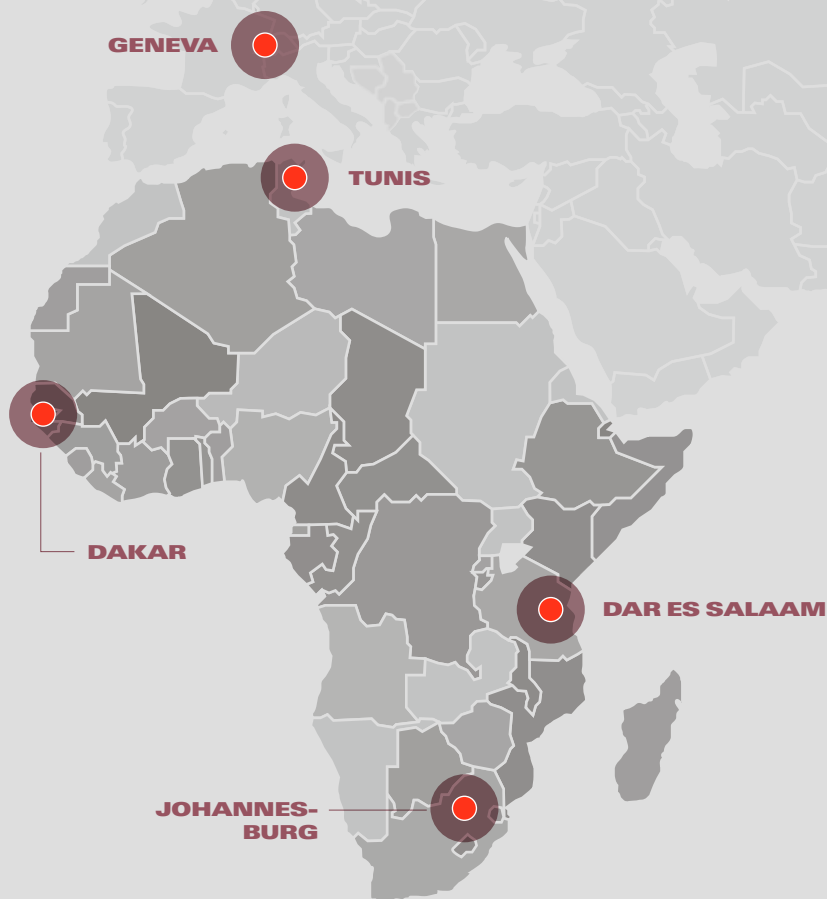 GENEVA
TUNIS
DAKAR
DAR ES SALAAM
JOHANNES-
BURG